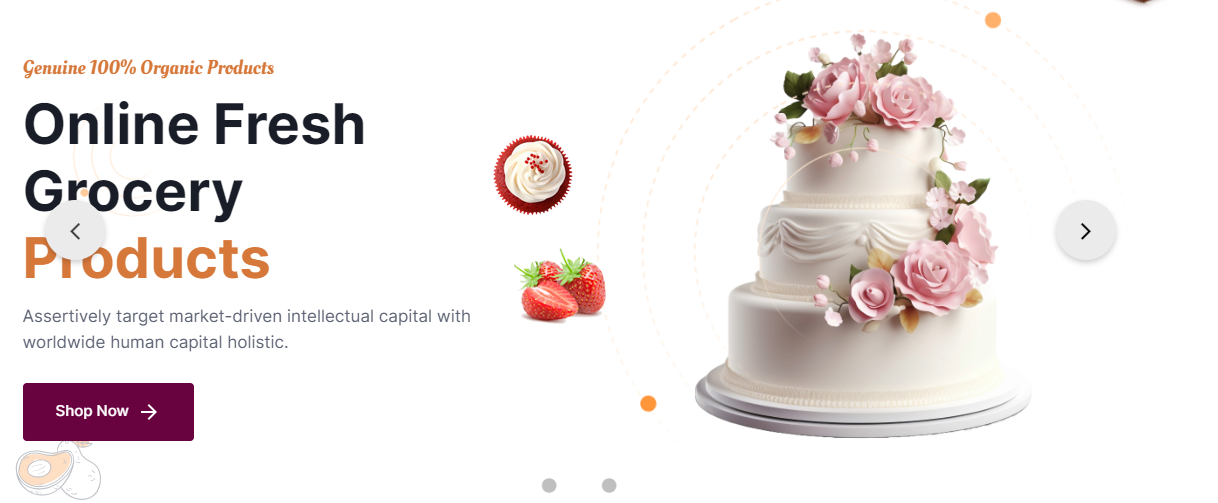 Genuine 100% Organic Products
Online Fresh
Grocery
Products
Assertively target market-driven intellectual capital with
worldwide human capital holistic.
Shop Now